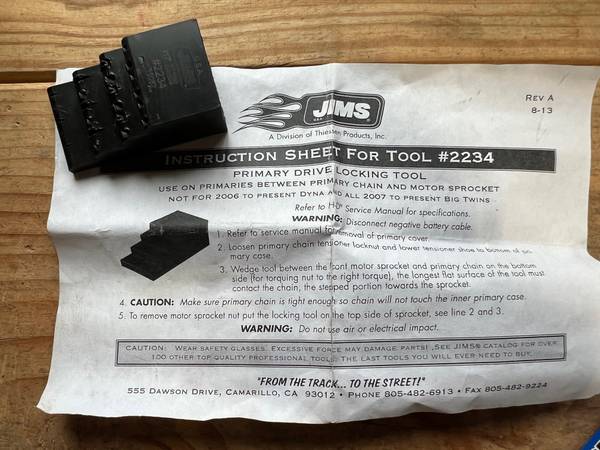 2234
JIMS
REV A
8-13
A Division of Thiessen Products, Inc.
INSTRUCTION SHEET FOR TOOL #2234
PRIMARY DRIVE LOCKING TOOL
USE ON PRIMARIES BETWEEN PRIMARY CHAIN AND MOTOR SPROCKET
NOT FOR 2006 TO PRESENT DYNA AND ALL 2007 TO PRESENT BIG TWINS
Refer to H-D® Service Manual for specifications.
WARNING: Disconnect negative battery cable.
1. Refer to service manual for removal of primary cover.
2. Loosen primary chain tensioner locknut and lower tensioner shoe to bottom of
mary case.
3. Wedge tool between the front motor sprocket and primary chain on the bottom
side (for torquing nut to the right torque), the longest flat surface of the tool must
contact the chain, the stepped portion towards the sprocket.
4. CAUTION: Make sure primary chain is tight enough so chain will not touch the inner primary case.
5. To remove motor sprocket nut put the locking tool on the top side of sprocket, see line 2 and 3.
WARNING: Do not use air or electrical impact.
CAUTION: WEAR SAFETY GLASSES. EXCESSIVE FORCE MAY DAMAGE PARTS! .SEE JIMS® CATALOG FOR OVER
100 OTHER TOP QUALITY PROFESSIONAL TOOLS. THE LAST TOOLS YOU WILL EVER NEED TO BUY.
"FROM THE TRACK... TO THE STREET!"
555 DAWSON DRIVE, CAMARILLO, CA 93012 • PHONE 805-482-6913 • FAX 805-482-9224